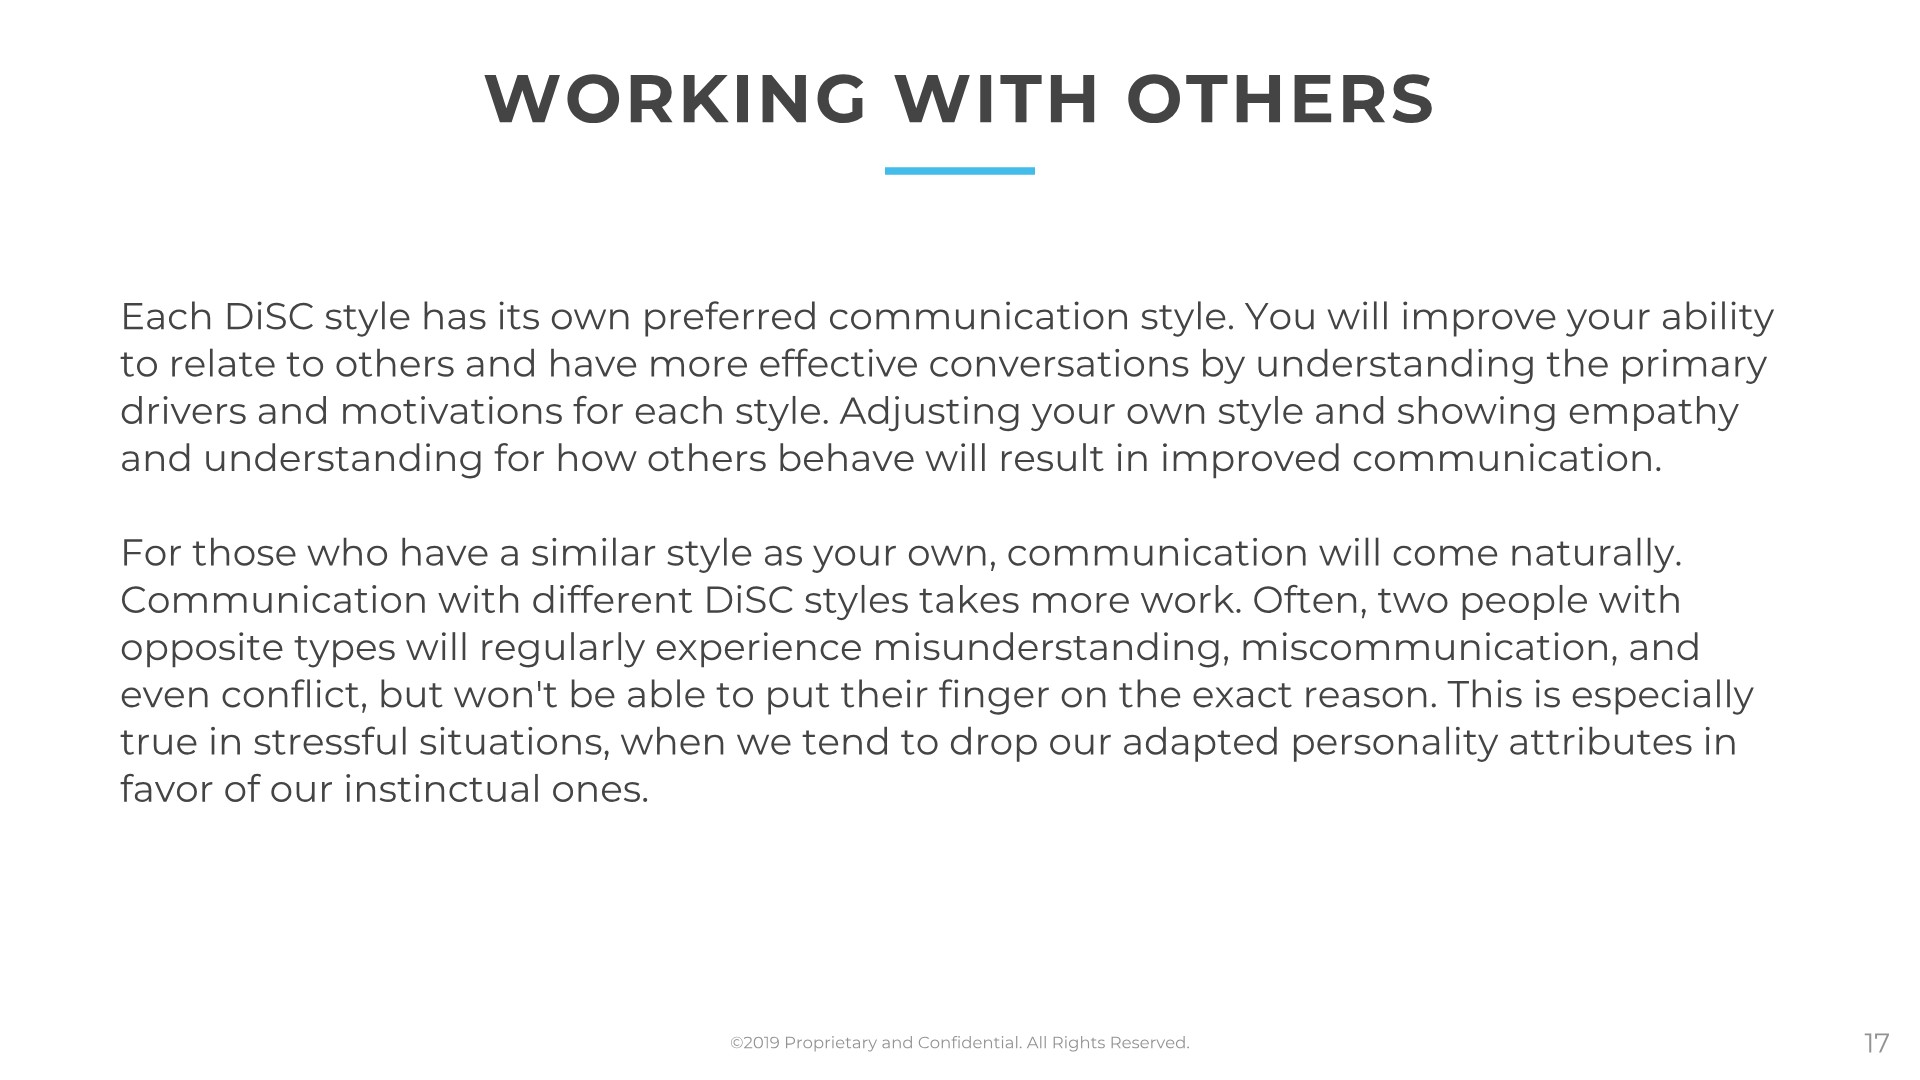 WORKING WITH OTHERS
Each DiSC style has its own preferred communication style. You will improve your ability
to relate to others and have more effective conversations by understanding the primary
drivers and motivations for each style. Adjusting your own style and showing empathy
and understanding for how others behave will result in improved communication.
For those who have a similar style as your own, communication will come naturally.
Communication with different DiSC styles takes more work. Often, two people with
opposite types will regularly experience misunderstanding, miscommunication, and
even conflict, but won't be able to put their finger on the exact reason. This is especially
true in stressful situations, when we tend to drop our adapted personality attributes in
favor of our instinctual ones.
©2019 Proprietary and Confidential. All Rights Reserved.
17